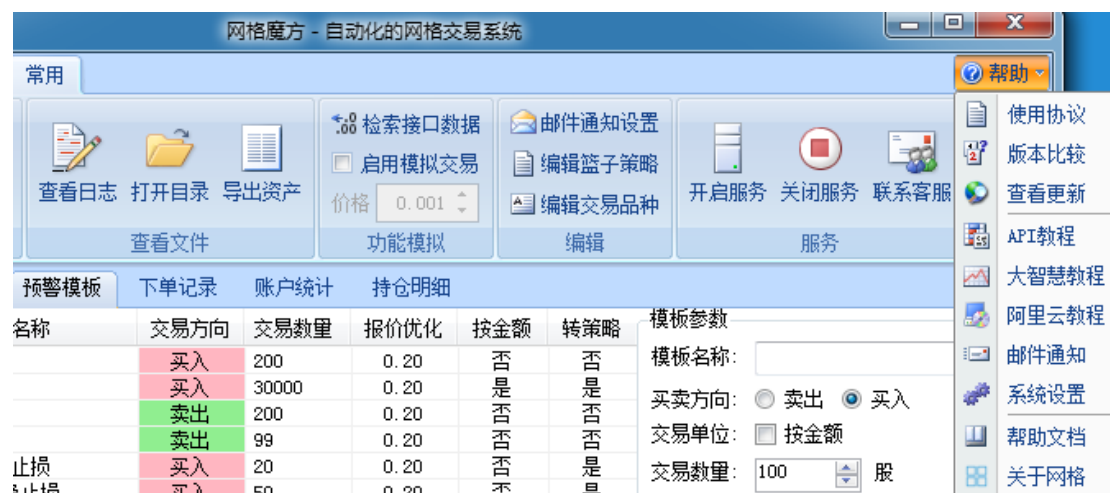 网格魔方 - 自动化的网格交易系统
常用
帮助
检索接口数据
邮件通知设置
启用模拟交易
编辑篮子策略
查看日志 打开目录 导出资产
价格 0.001
编辑交易品种
开启服务 关闭服务 联系客服
查看文件
功能模拟
编辑
服务
使用协议
版本比较
查看更新
API教程
大智慧教程
阿里云教程
邮件通知
系统设置
帮助文档
关于网格
预警模板 下单记录 账户统计 持仓明细
名称 交易方向 交易数量 报价优化 按金额 转策略
买入 200 0.20 否 否
买入 30000 0.20 是 是
卖出 200 0.20 否 否
卖出 99 0.20 否 否
止损 买入 20 0.20 否 是
止损 买入 50 0.20 否 是
模板参数
模板名称:
买卖方向: 卖出 买入
交易单位: 按金额
交易数量: 100 股